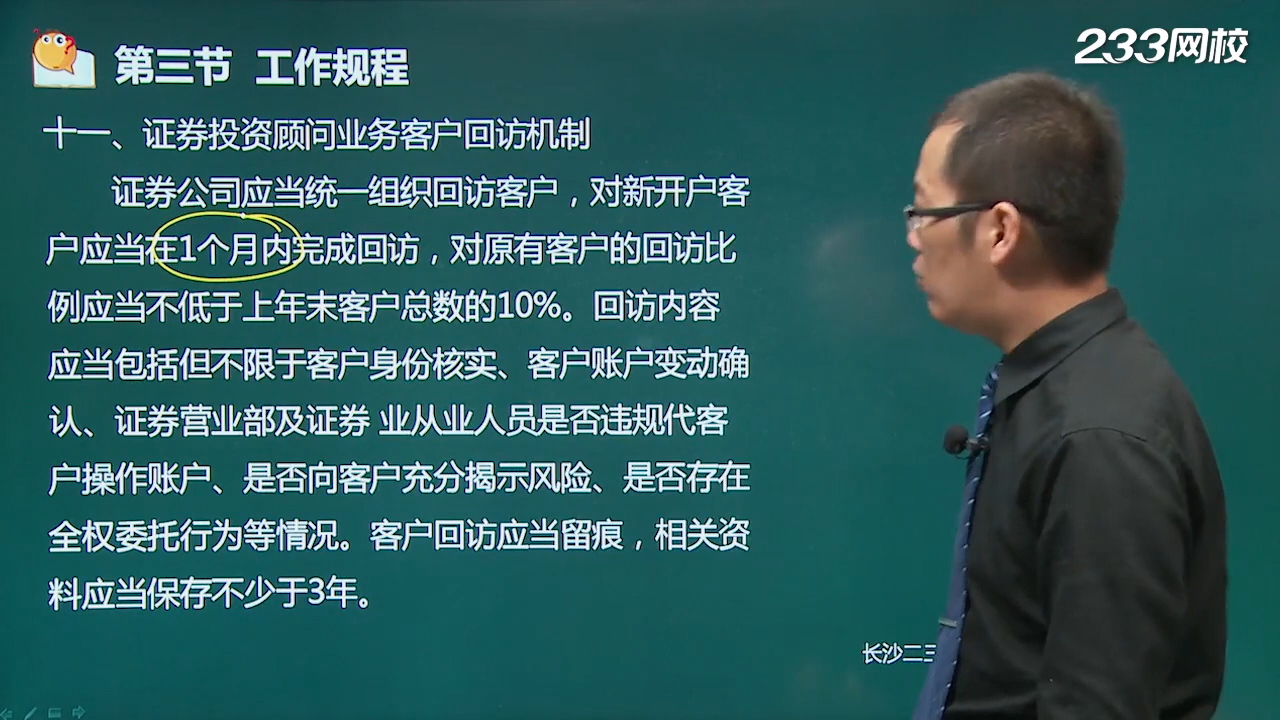 233网校
第三节 工作规程
十一、证券投资顾问业务客户回访机制
证券公司应当统一组织回访客户，对新开户客
户应当在1个月内完成回访，对原有客户的回访比
例应当不低于上年末客户总数的10%。回访内容
应当包括但不限于客户身份核实、客户账户变动确
认、证券营业部及证券 业从业人员是否违规代客
户操作账户、是否向客户充分揭示风险、是否存在
全权委托行为等情况。客户回访应当留痕，相关资
料应当保存不少于3年。
长沙二三